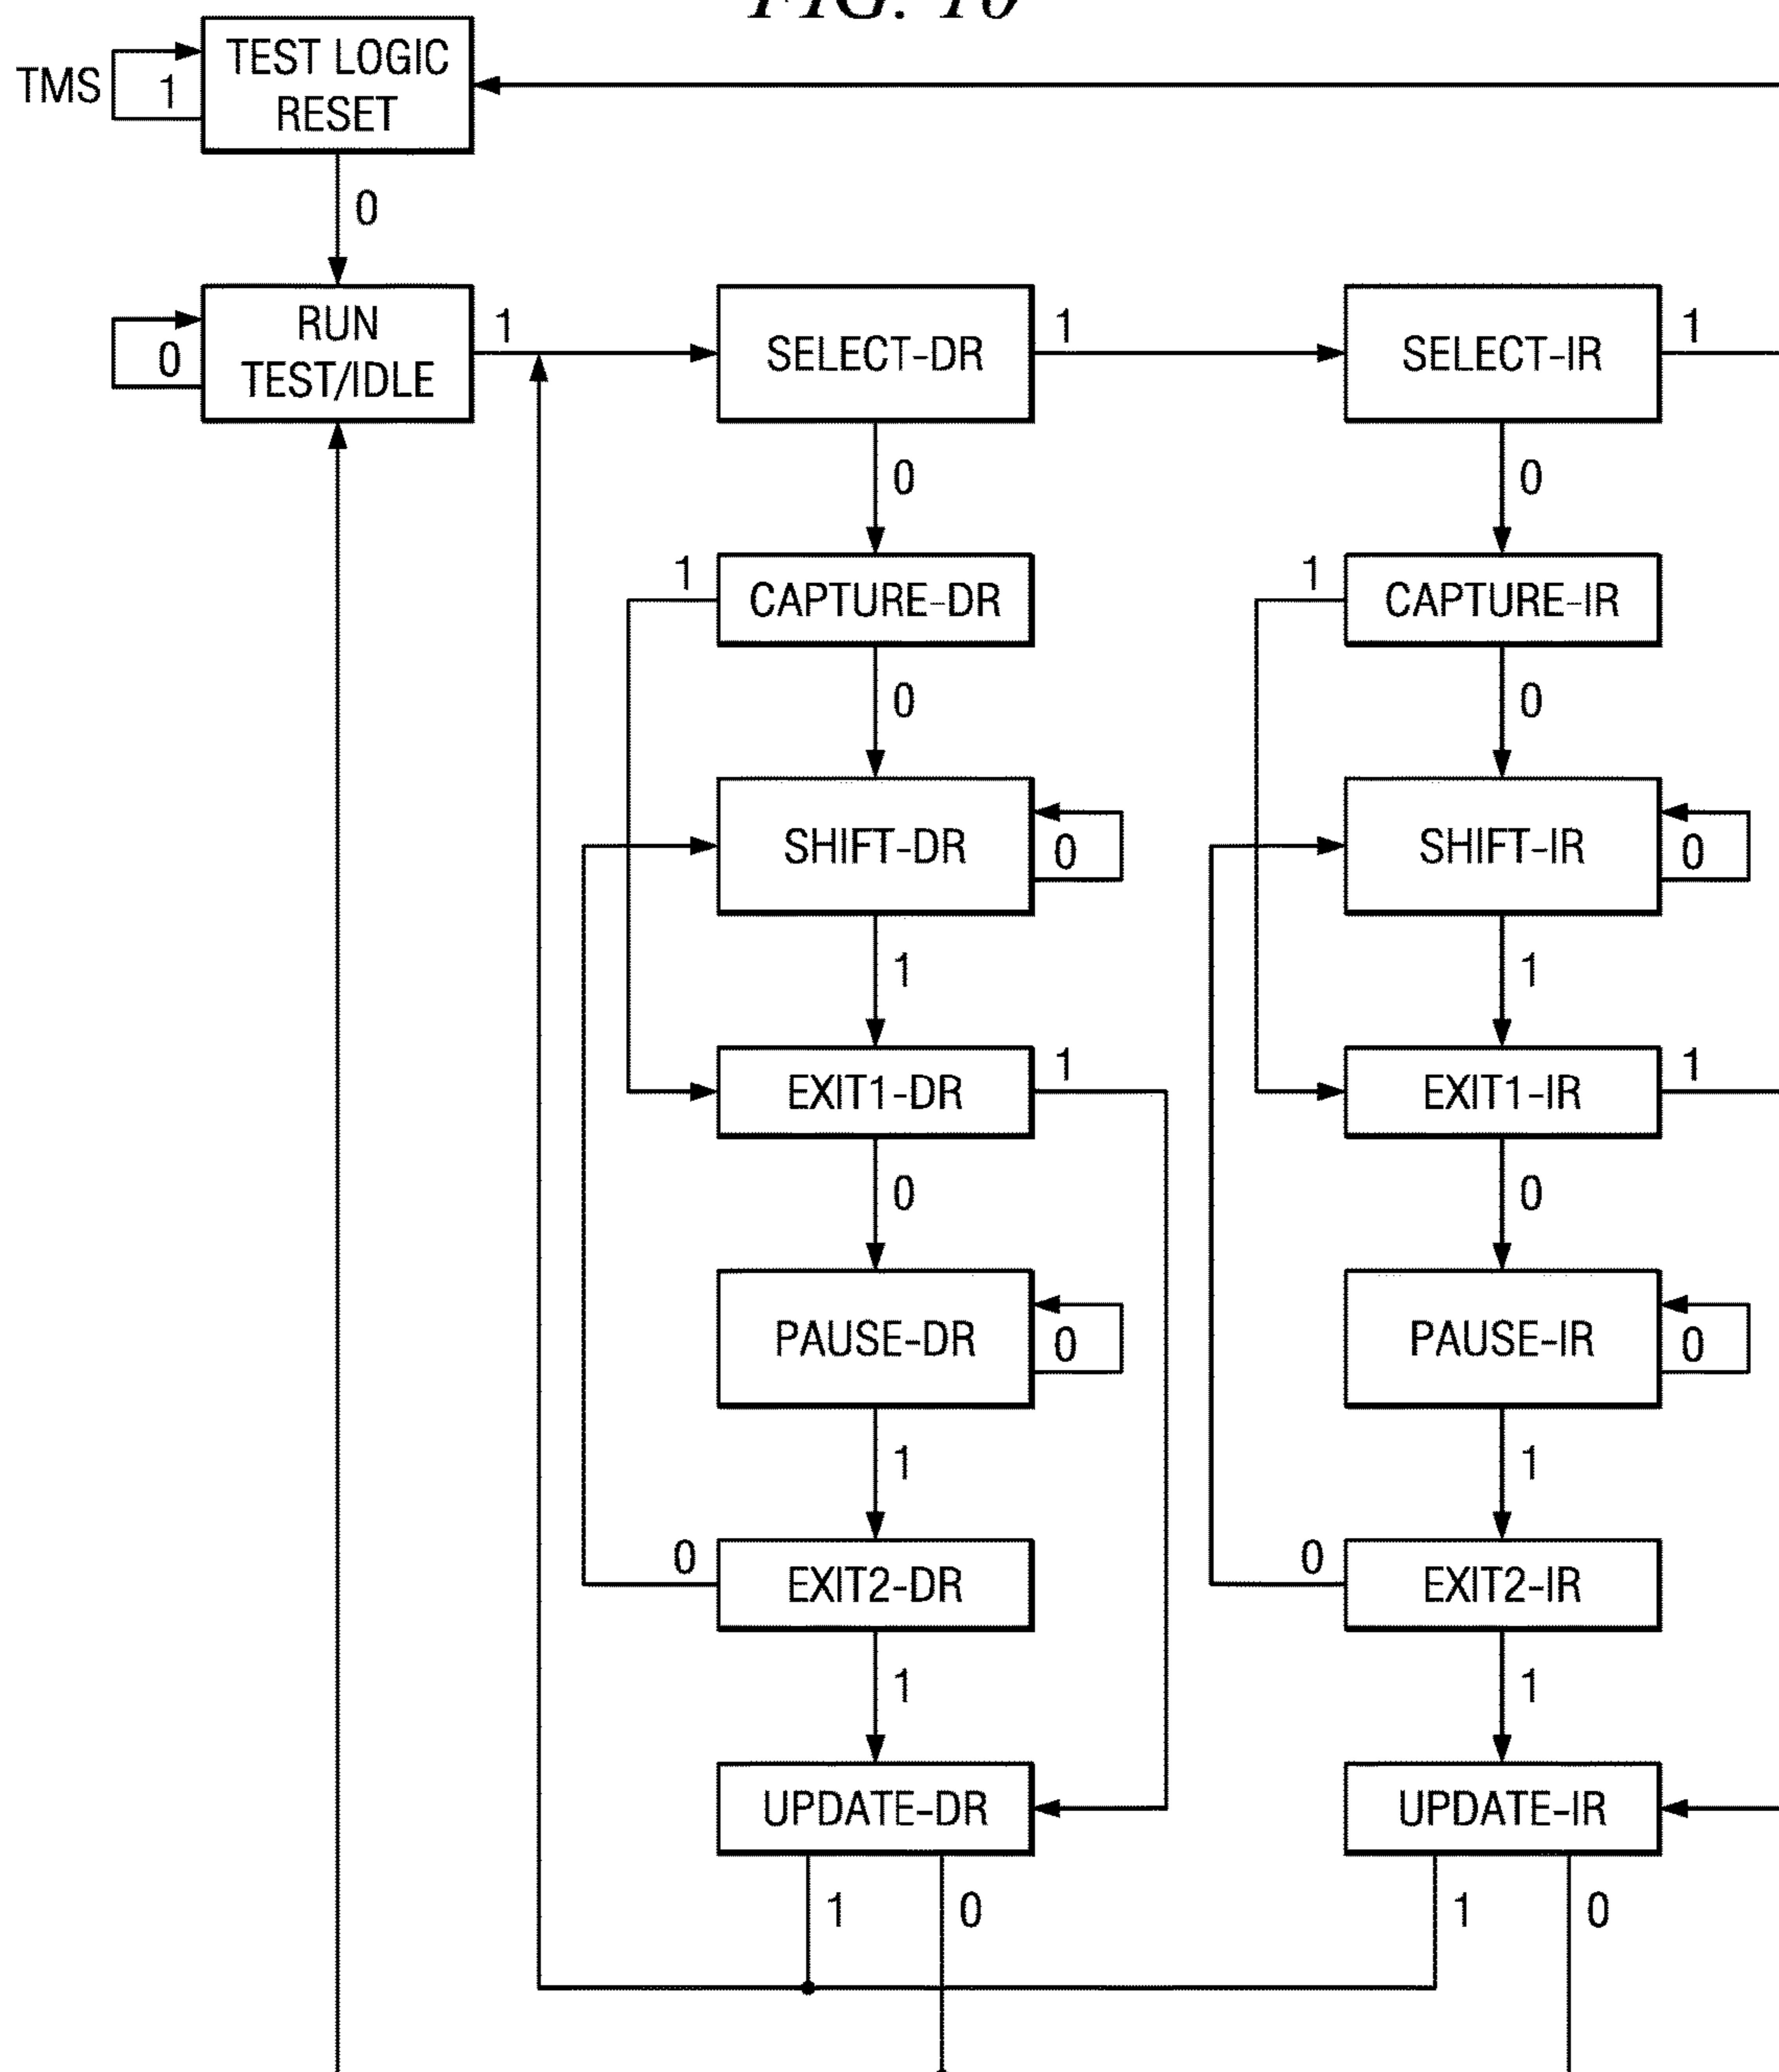 FIG. 10
TMS
1
TEST LOGIC
RESET
0
0
RUN
TEST/IDLE
1
SELECT-DR
1
SELECT-IR
1
0
0
1
CAPTURE-DR
1
CAPTURE-IR
0
0
SHIFT-DR
0
SHIFT-IR
0
1
1
EXIT1-DR
1
EXIT1-IR
1
0
0
PAUSE-DR
0
PAUSE-IR
0
1
1
0
EXIT2-DR
0
EXIT2-IR
1
1
UPDATE-DR
UPDATE-IR
1
0
1
0